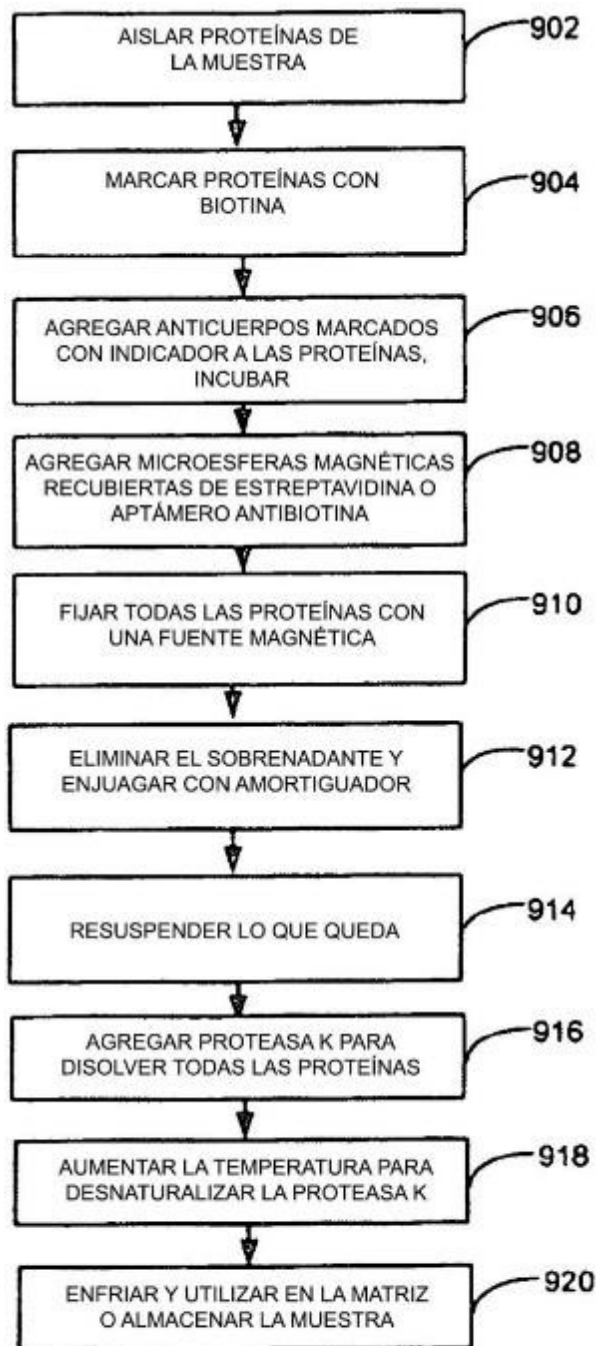 AISLAR PROTEÍNAS DE
LA MUESTRA
902
MARCAR PROTEÍNAS CON
BIOTINA
904
AGREGAR ANTICUERPOS MARCADOS
CON INDICADOR A LAS PROTEÍNAS,
INCUBAR
906
AGREGAR MICROESFERAS MAGNÉTICAS
RECUBIERTAS DE ESTREPTAVIDINA O
APTÁMERO ANTIBIOTINA
908
FIJAR TODAS LAS PROTEÍNAS CON
UNA FUENTE MAGNÉTICA
910
ELIMINAR EL SOBRENADANTE Y
ENJUAGAR CON AMORTIGUADOR
912
RESUSPENDER LO QUE QUEDA
914
AGREGAR PROTEASA K PARA
DISOLVER TODAS LAS PROTEÍNAS
916
AUMENTAR LA TEMPERATURA PARA
DESNATURALIZAR LA PROTEASA K
918
ENFRIAR Y UTILIZAR EN LA MATRIZ
O ALMACENAR LA MUESTRA
920